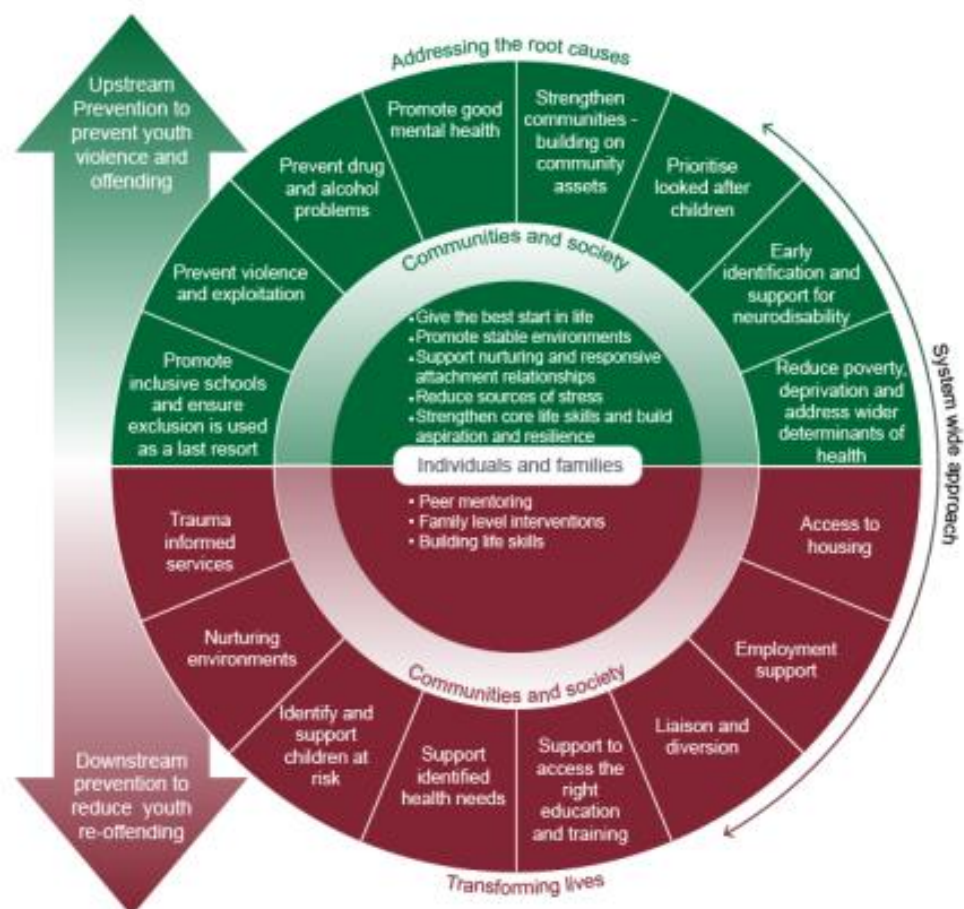 Addressing the root causes
Upstream
Prevention to
prevent youth
violence and
offending
Promote inclusive schools
and ensure
exclusion is used
as a last resort
Prevent violence
and exploitation
Prevent drug
and alcohol
problems
Promote good
mental health
Strengthen
communities -
building on
community
assets
Prioritise
looked after
children
Early
identification and
support for
neurodisability
Reduce poverty,
deprivation and
address wider
determinants of
health
System wide approach
Communities and society
•Give the best start in life
•Promote stable environments
•Support nurturing and responsive
attachment relationships
•Reduce sources of stress
•Strengthen core life skills and build
aspiration and resilience
Individuals and families
• Peer mentoring
• Family level interventions
• Building life skills
Communities and society
Trauma
informed
services
Nurturing
environments
Identify and
support
children at
risk
Support
identified
health needs
Support to
access the
right
education
and training
Liaison and
diversion
Employment
support
Access to
housing
Downstream
prevention to
reduce youth
re-offending
Transforming lives